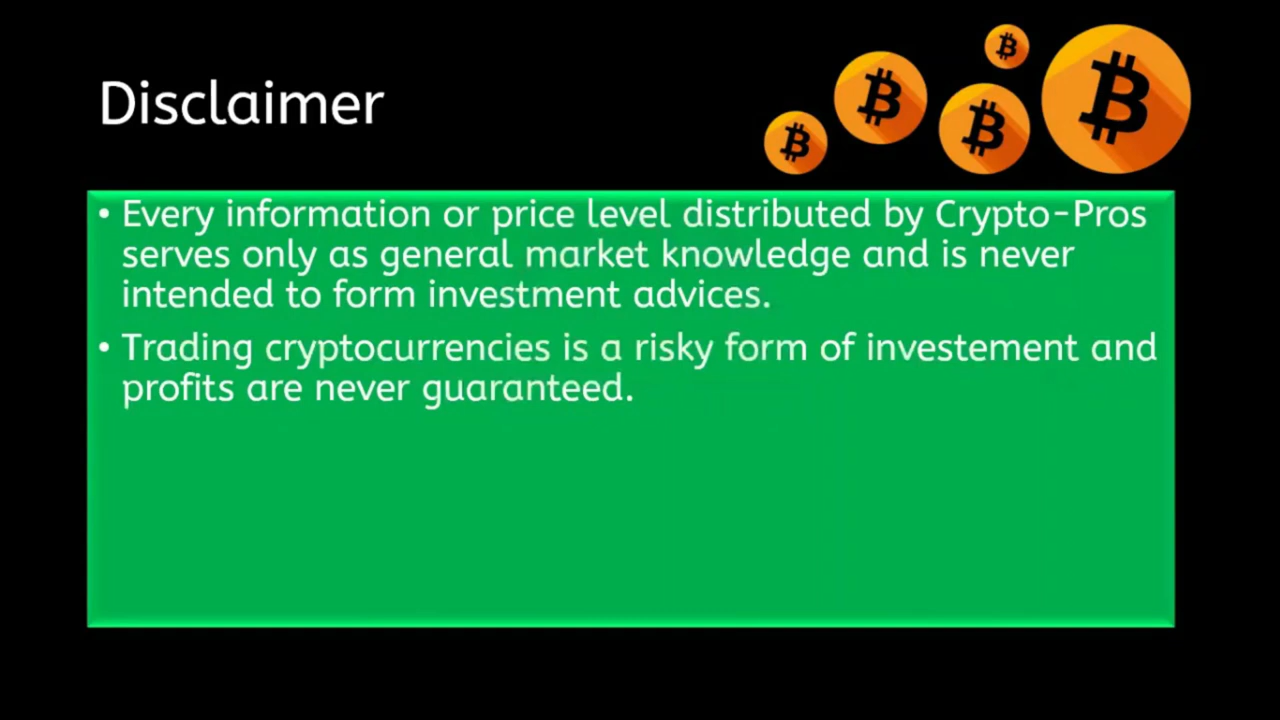 Disclaimer
• Every information or price level distributed by Crypto-Pros
serves only as general market knowledge and is never
intended to form investment advices.
• Trading cryptocurrencies is a risky form of investement and
profits are never guaranteed.